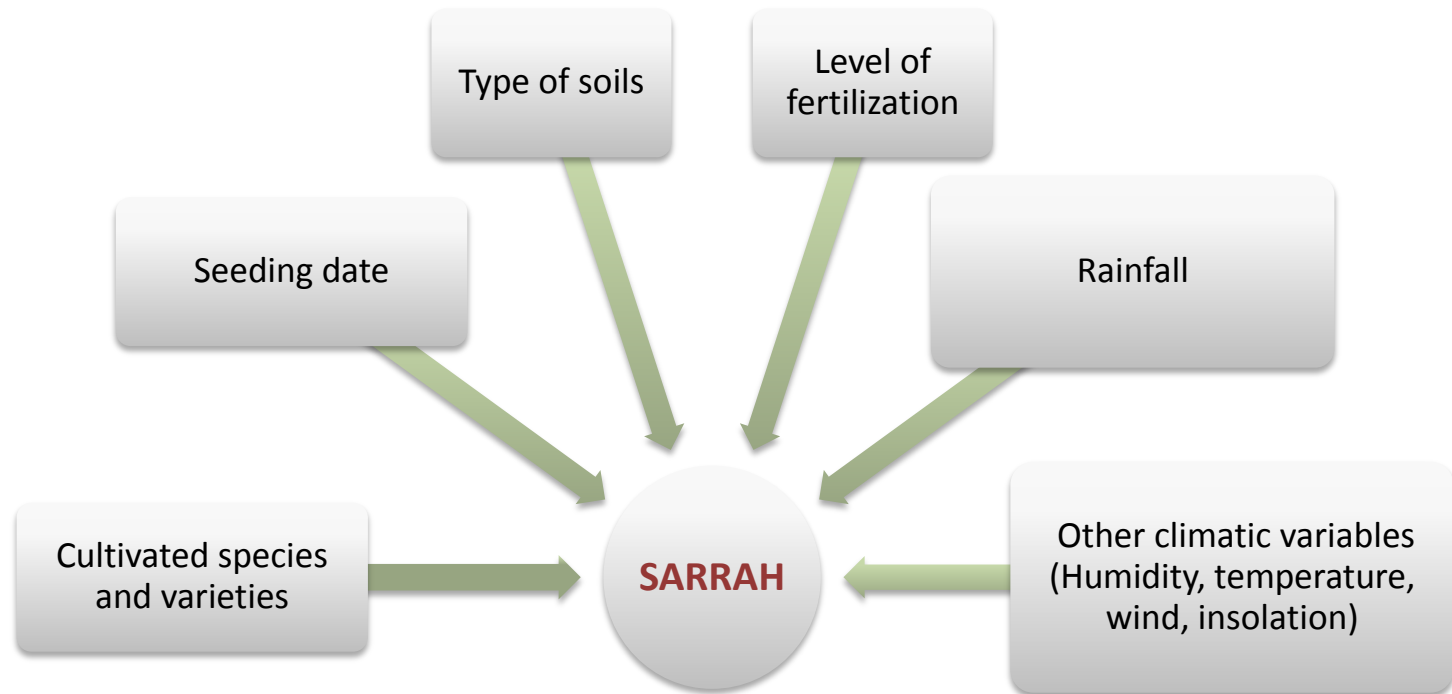 Type of soils
Level of
fertilization
Seeding date
Rainfall
Cultivated species
and varieties
SARRAH
Other climatic variables
(Humidity, temperature,
wind, insolation)